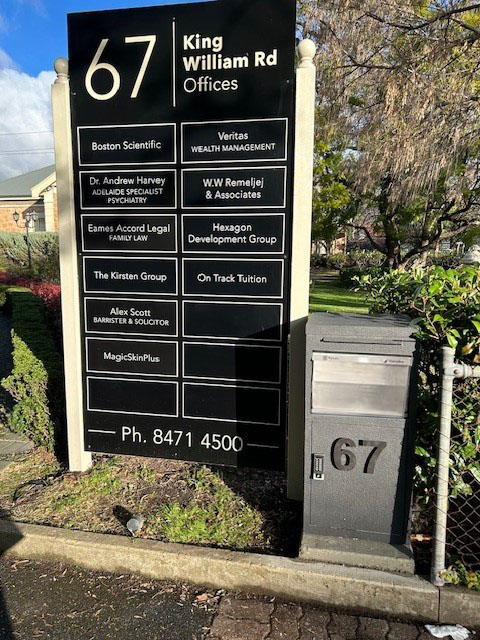 67
King
William Rd
Offices
Boston Scientific
Veritas
WEALTH MANAGEMENT
Dr. Andrew Harvey
ADELAIDE SPECIALIST
PSYCHIATRY
W.W Remeljej
& Associates
Eames Accord Legal
FAMILY LAW
Hexagon
Development Group
The Kirsten Group
On Track Tuition
Alex Scott
BARRISTER & SOLICITOR
MagicSkinPlus
Ph. 8471 4500
67